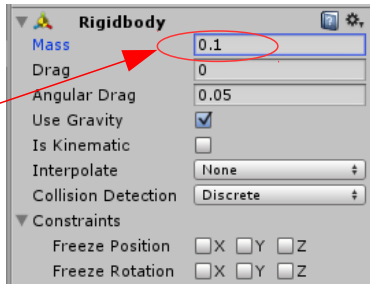 Rigidbody
Mass 0.1
Drag 0
Angular Drag 0.05
Use Gravity
Is Kinematic
Interpolate None
Collision Detection Discrete
Constraints
Freeze Position X Y Z
Freeze Rotation X Y Z